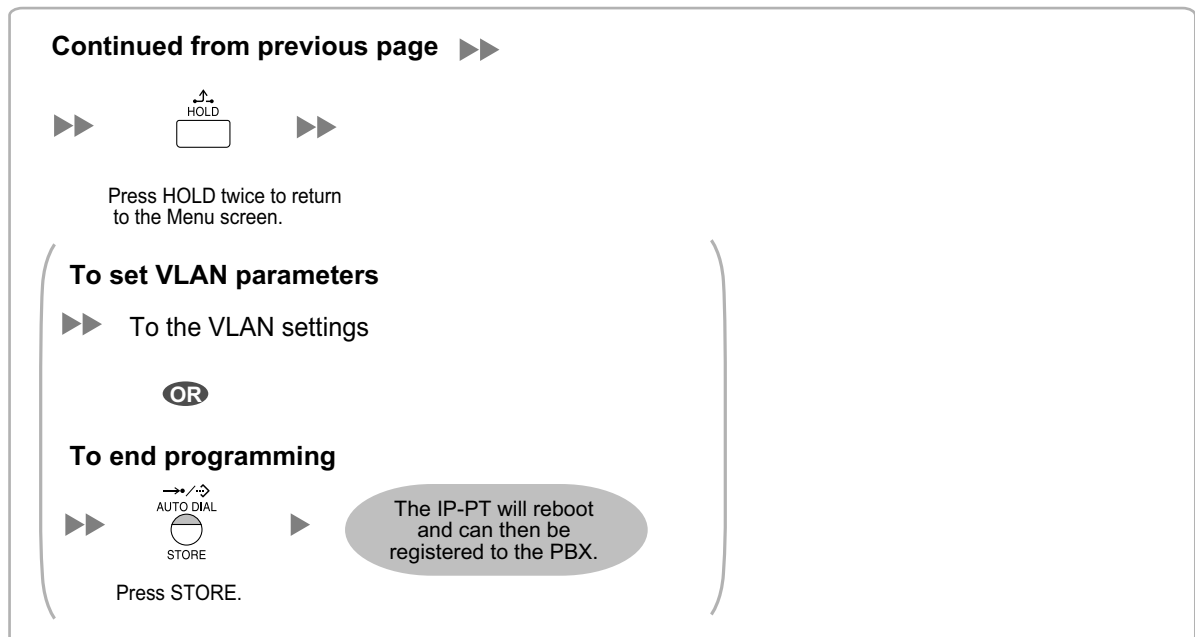 Continued from previous page
HOLD
Press HOLD twice to return
to the Menu screen.
To set VLAN parameters
To the VLAN settings
OR
To end programming
AUTO DIAL
STORE
Press STORE.
The IP-PT will reboot
and can then be
registered to the PBX.